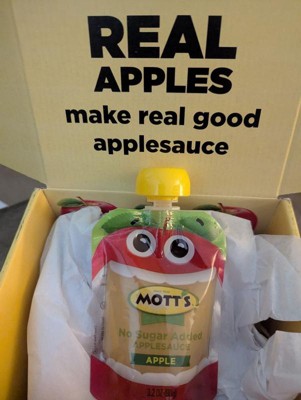 REAL
APPLES
make real good
applesauce
MOTT'S
No Sugar Added
APPLESAUCE
APPLE